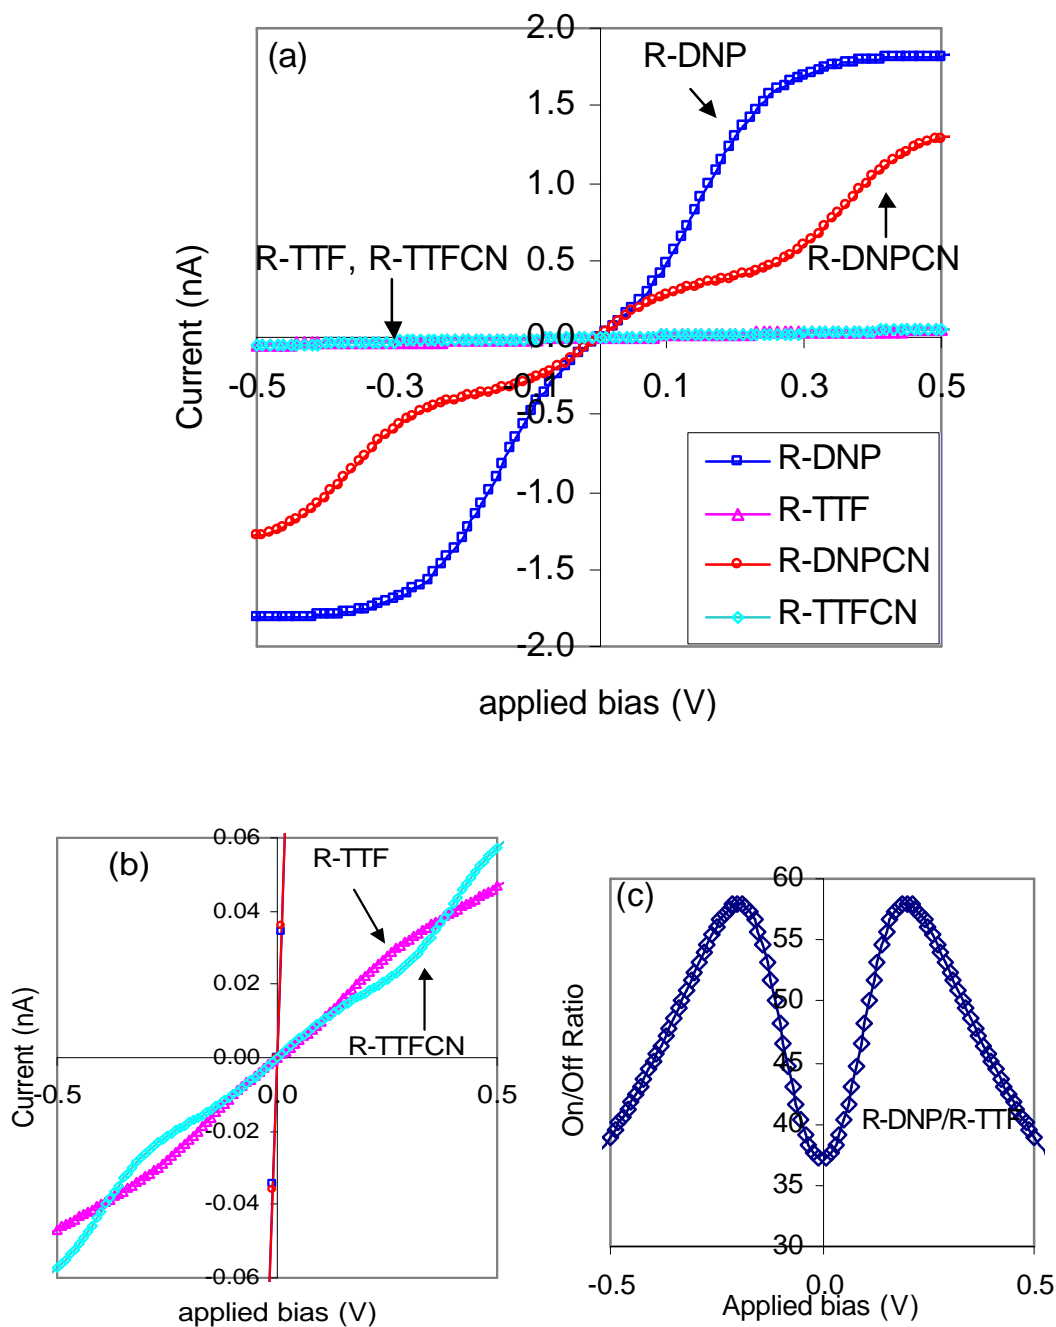 (a)
2.0
R-DNP
1.5
1.0
R-TTF, R-TTFCN
0.5
R-DNPCN
Current (nA)
0.0
-0.5
-0.3
-0.1
0.1
0.3
0.5
-0.5
R-DNP
-1.0
R-TTF
R-DNPCN
-1.5
R-TTFCN
-2.0
applied bias (V)
(b)
0.06
R-TTF
0.04
0.02
R-TTFCN
Current (nA)
0.00
-0.5
0.0
0.5
-0.02
-0.04
-0.06
applied bias (V)
(c)
60
55
50
45
On/Off Ratio
40
R-DNP/R-TTF
35
30
-0.5
0.0
0.5
Applied bias (V)